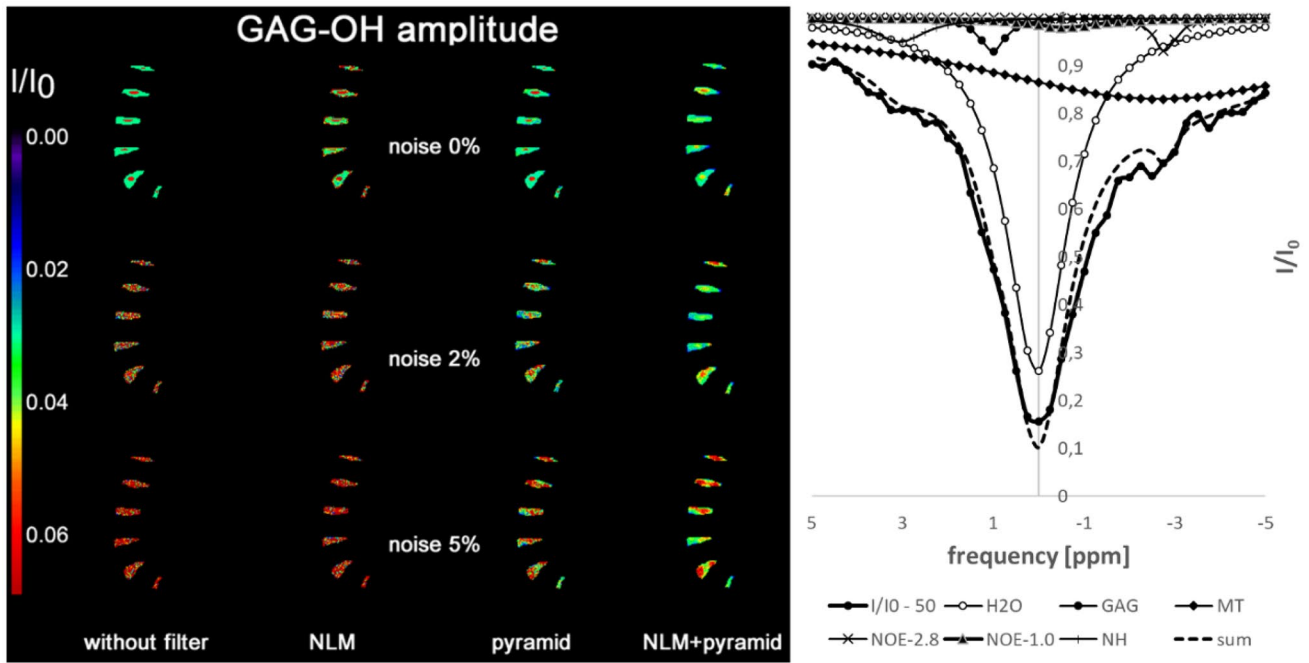 GAG-OH amplitude
I/I0
0.00
0.02
0.04
0.06
noise 0%
noise 2%
noise 5%
without filter
NLM
pyramid
NLM+pyramid
0,9
0,8
0,7
0,6
0,5
0,4
0,3
0,2
0,1
0
I/I0
5
3
1
-1
-3
-5
frequency [ppm]
I/I0 - 50
H2O
GAG
MT
NOE-2.8
NOE-1.0
NH
sum